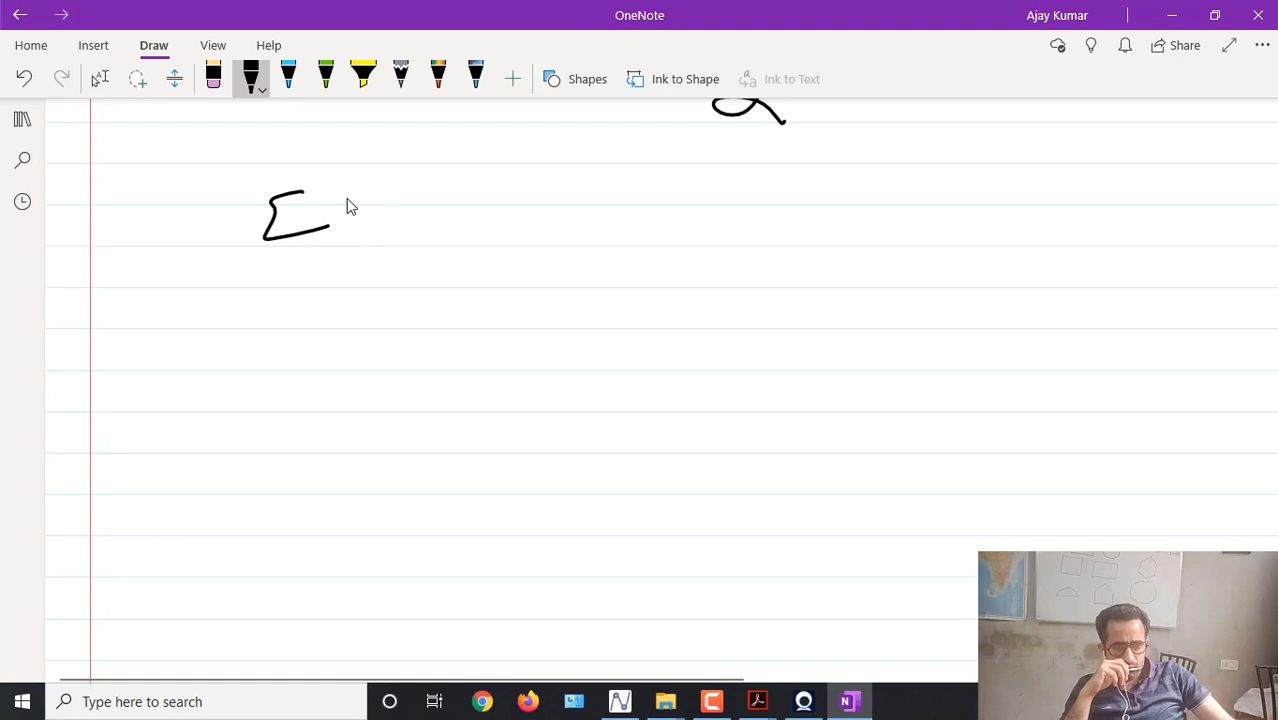 OneNote
Ajay Kumar
Home Insert Draw View Help
Share
Shapes Ink to Shape Ink to Text
Σ
Type here to search